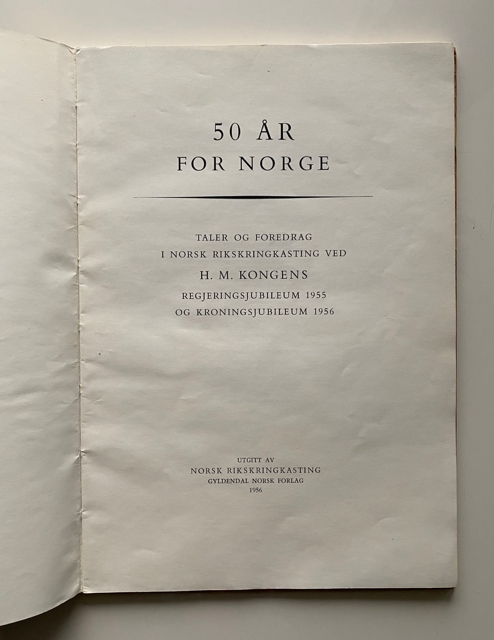 50 ÅR
FOR NORGE
TALER OG FOREDRAG
I NORSK RIKSKRINGKASTING VED
H. M. KONGENS
REGJERINGSJUBILEUM 1955
OG KRONINGSJUBILEUM 1956
UTGITT AV
NORSK RIKSKRINGKASTING
GYLDENDAL NORSK FORLAG
1956